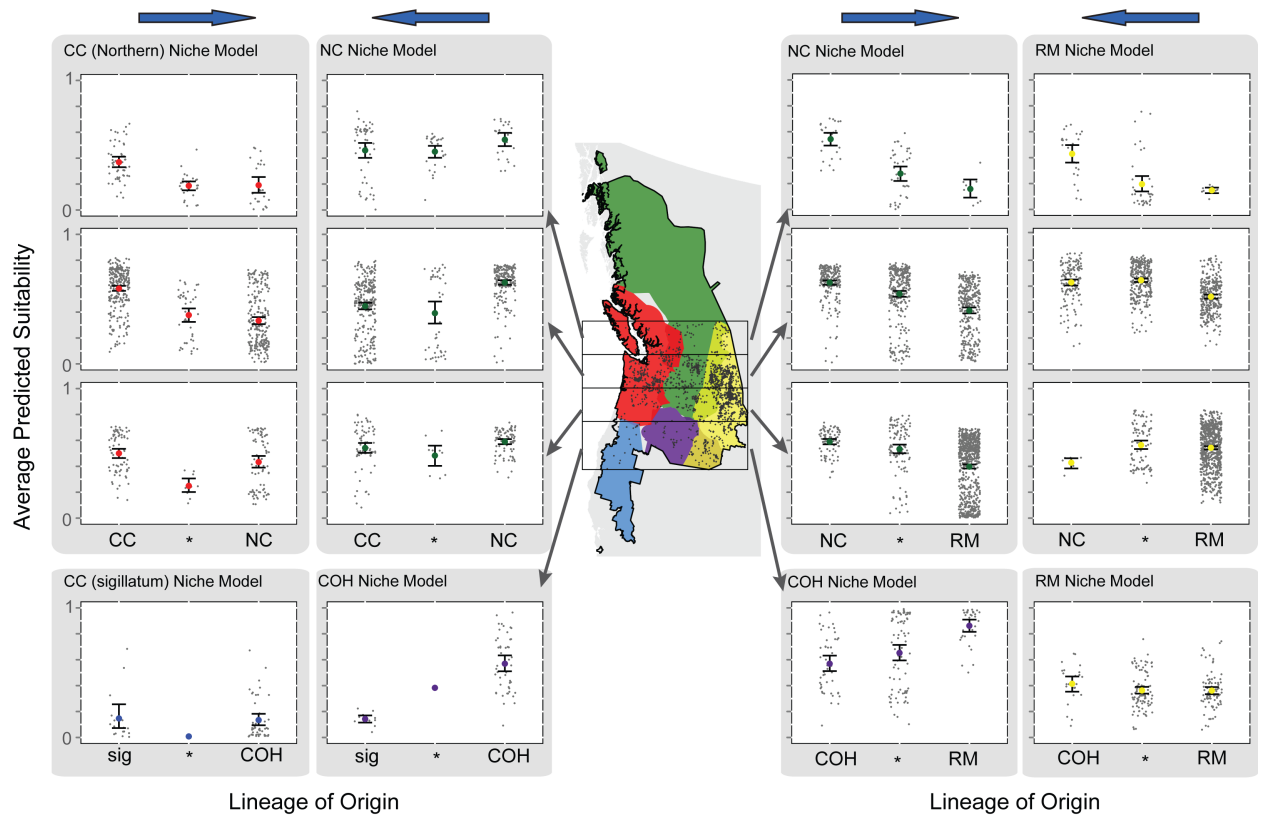 CC (Northern) Niche Model
NC Niche Model
NC Niche Model
RM Niche Model
1
0
1
0
1
0
Average Predicted Suitability
CC * NC
CC * NC
NC * RM
NC * RM
CC (sigillatum) Niche Model
COH Niche Model
COH Niche Model
RM Niche Model
1
0
sig * COH
sig * COH
COH * RM
COH * RM
Lineage of Origin
Lineage of Origin